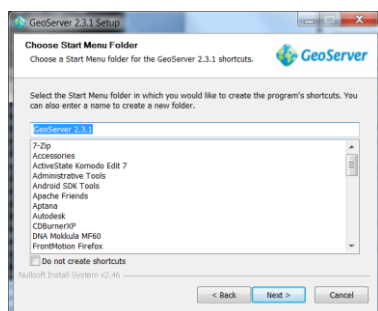 GeoServer 2.3.1 Setup
Choose Start Menu Folder
Choose a Start Menu folder for the GeoServer 2.3.1 shortcuts.
GeoServer
Select the Start Menu folder in which you would like to create the program's shortcuts. You
can also enter a name to create a new folder.
GeoServer 2.3.1
7-Zip
Accessories
ActiveState Komodo Edit 7
Administrative Tools
Android SDK Tools
Apache Friends
Aptana
Autodesk
CDBurnerXP
DNA Mokkula MF60
FrontMotion Firefox
Do not create shortcuts
Nullsoft Install System v2.46
< Back
Next >
Cancel